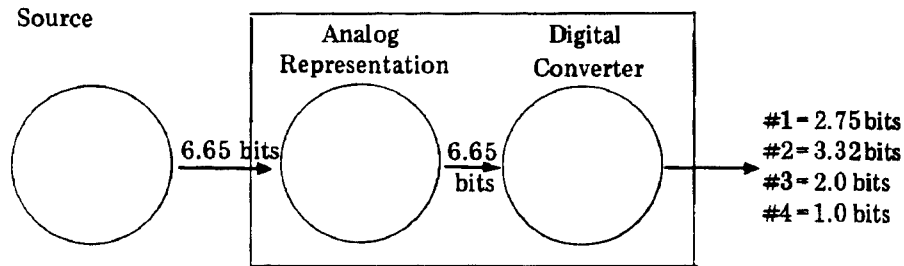 Source
Analog
Representation
Digital
Converter
6.65 bits
6.65
bits
#1 = 2.75 bits
#2 = 3.32 bits
#3 = 2.0 bits
#4 = 1.0 bits